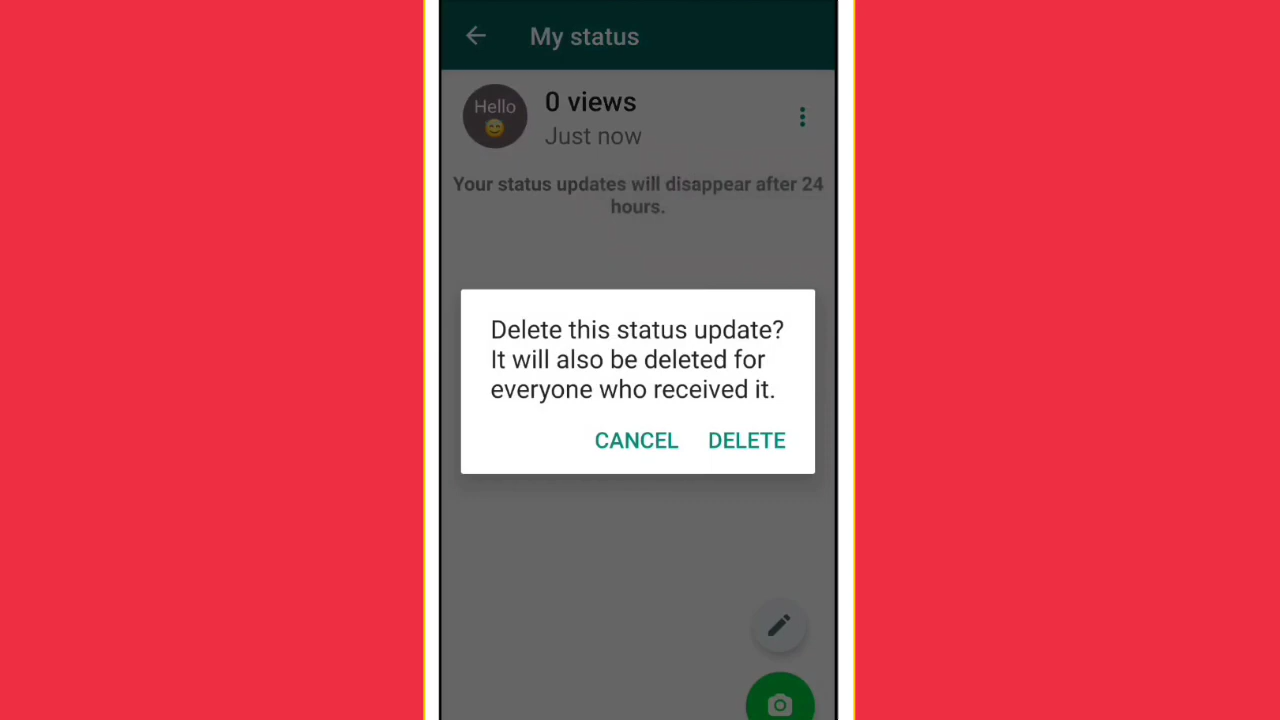 My status
Hello
😊
0 views
Just now
Your status updates will disappear after 24
hours.
Delete this status update?
It will also be deleted for
everyone who received it.
CANCEL DELETE